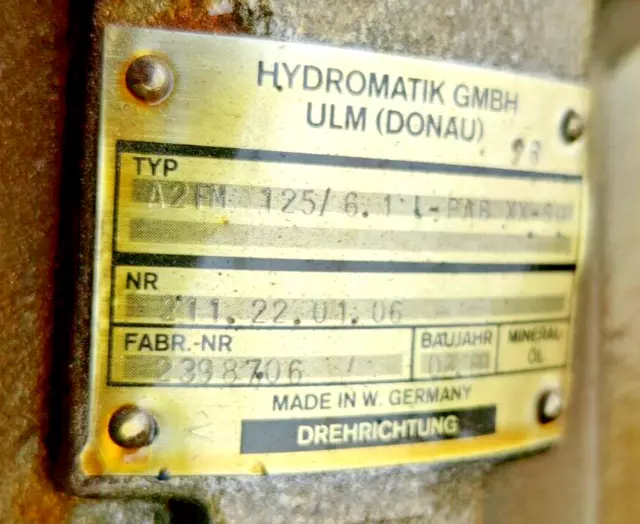 HYDROMATIK GMBH
ULM (DONAU)
98
TYP
A2FM 125/6.1
NR
211.22.01.06
FABR.-NR
BAUJAHR
MINERAL
ÖL
2398706 /
MADE IN W. GERMANY
DREHRICHTUNG